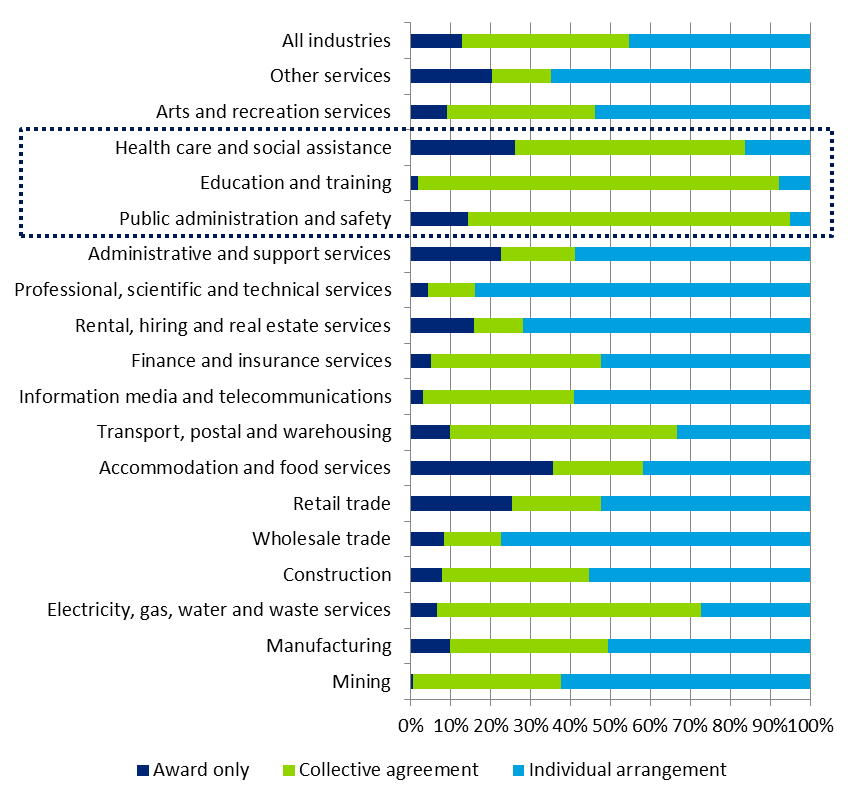 All industries
Other services
Arts and recreation services
Health care and social assistance
Education and training
Public administration and safety
Administrative and support services
Professional, scientific and technical services
Rental, hiring and real estate services
Finance and insurance services
Information media and telecommunications
Transport, postal and warehousing
Accommodation and food services
Retail trade
Wholesale trade
Construction
Electricity, gas, water and waste services
Manufacturing
Mining
0% 10% 20% 30% 40% 50% 60% 70% 80% 90% 100%
Award only Collective agreement Individual arrangement